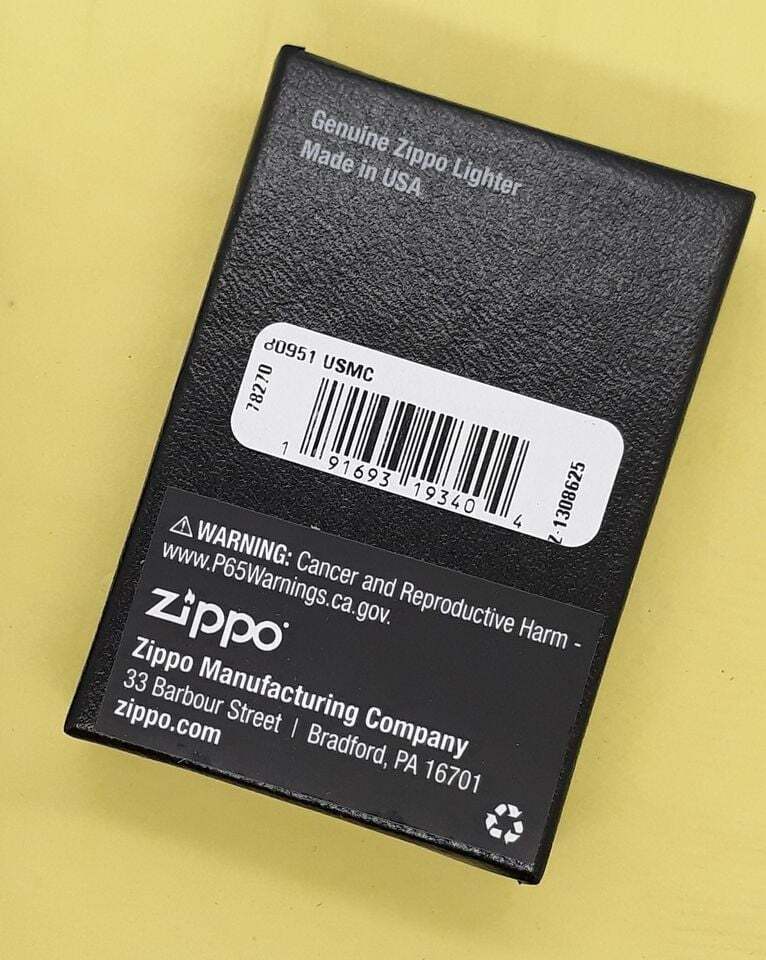 Genuine Zippo Lighter
Made in USA
80951 USMC
78270
1 91693 19340 4
Z-1308625
⚠ WARNING: Cancer and Reproductive Harm -
www.P65Warnings.ca.gov.
zippo
Zippo Manufacturing Company
33 Barbour Street | Bradford, PA 16701
zippo.com